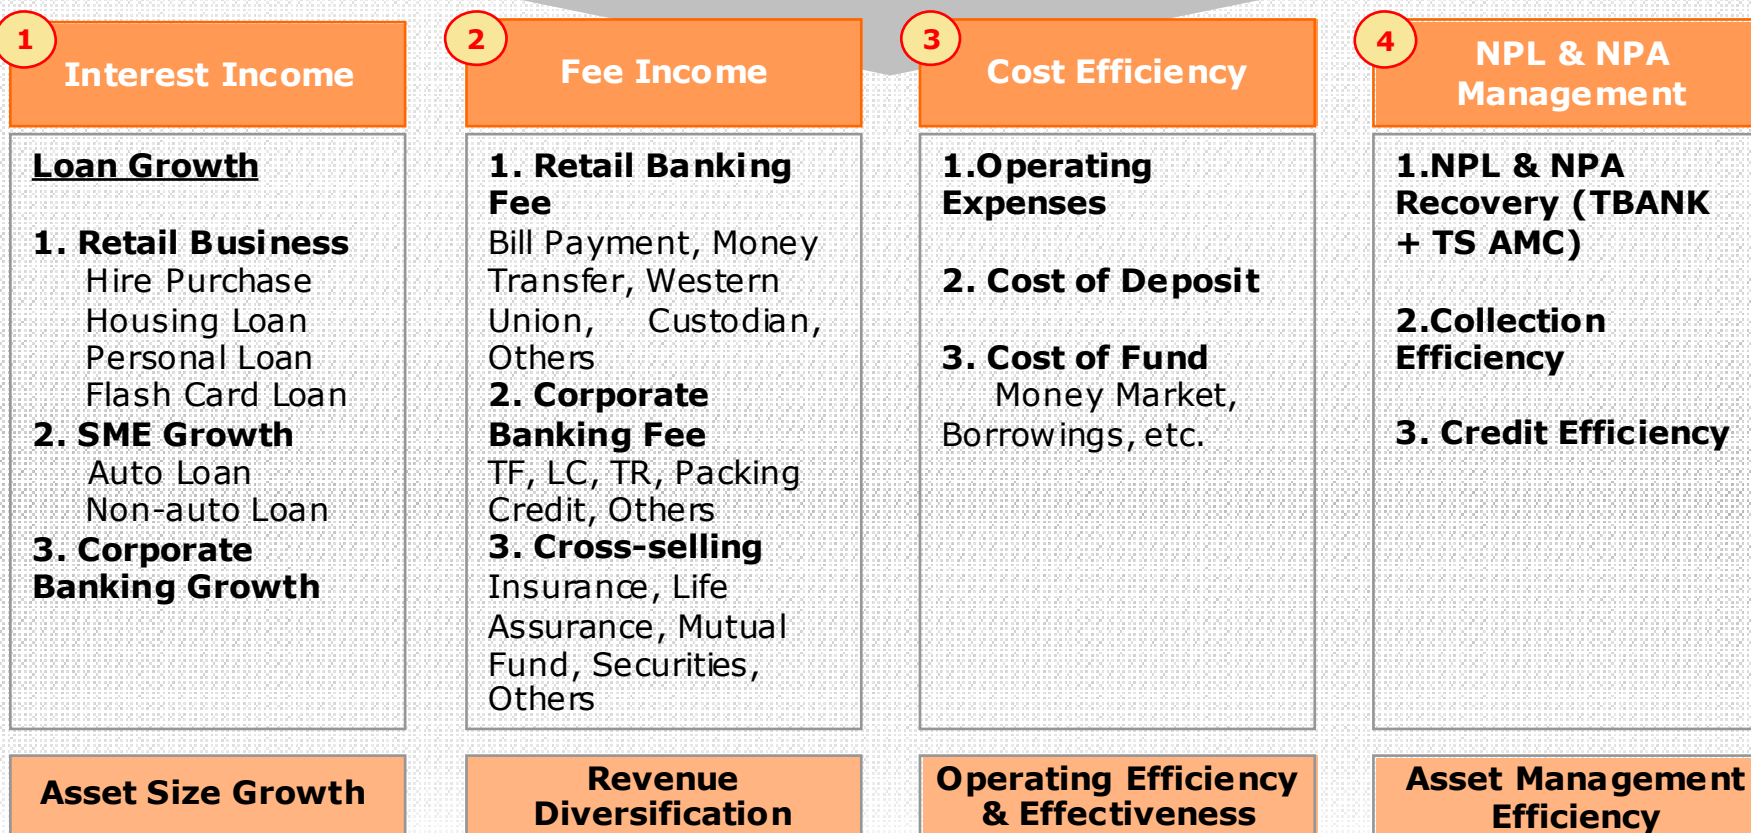 1
Interest Income
Loan Growth
1. Retail Business
Hire Purchase
Housing Loan
Personal Loan
Flash Card Loan
2. SME Growth
Auto Loan
Non-auto Loan
3. Corporate
Banking Growth
Asset Size Growth
2
Fee Income
1. Retail Banking
Fee
Bill Payment, Money
Transfer, Western
Union, Custodian,
Others
2. Corporate
Banking Fee
TF, LC, TR, Packing
Credit, Others
3. Cross-selling
Insurance, Life
Assurance, Mutual
Fund, Securities,
Others
Revenue
Diversification
3
Cost Efficiency
1.Operating
Expenses
2. Cost of Deposit
3. Cost of Fund
Money Market,
Borrowings, etc.
Operating Efficiency
& Effectiveness
4
NPL & NPA
Management
1.NPL & NPA
Recovery (TBANK
+ TS AMC)
2.Collection
Efficiency
3. Credit Efficiency
Asset Management
Efficiency